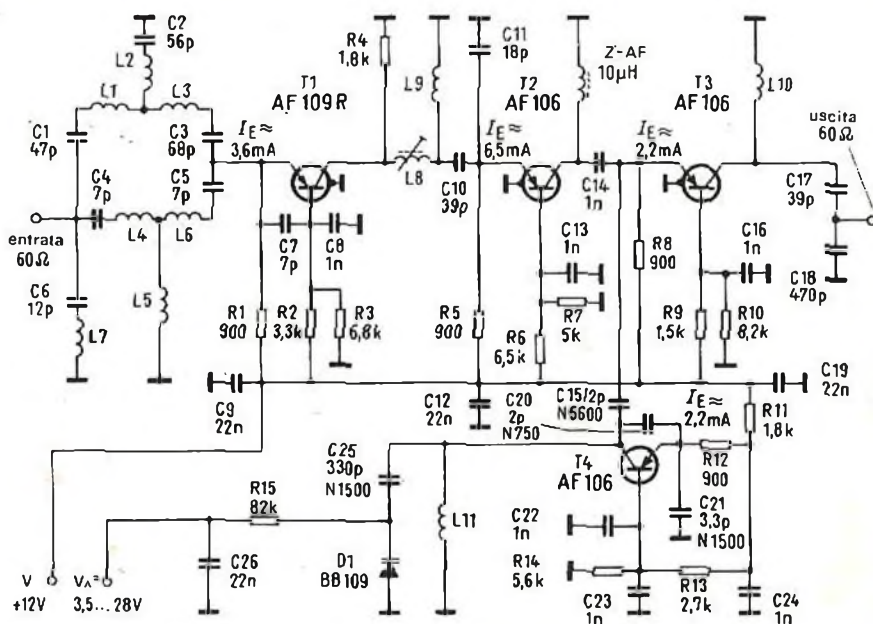 C2
56p
L2
L1
L3
C1
47p
C3
68p
C4
7p
C5
7p
L4
L6
entrata
60Ω
C6
12p
L5
L7
R4
1,8k
T1
AF 109 R
I_E≈
3,6mA
C7
7p
C8
1n
R1
900
R2
3,3k
R3
6,8k
L9
L8
C11
18p
C10
39p
T2
AF 106
I_E≈
6,5mA
Z-AF
10µH
C14
1n
C13
1n
R5
900
R6
6,5k
R7
5k
T3
AF 106
I_E≈
2,2mA
L10
uscita
60Ω
C17
39p
C18
470p
C16
1n
R8
900
R9
1,5k
R10
8,2k
C19
22n
C9
22n
C12
22n
C20
2p
N750
C15/2p
N5600
I_E≈
2,2mA
R11
1,8k
R12
900
T4
AF 106
C21
3,3p
N1500
C25
330p
N1500
R15
82k
L11
C22
1n
R14
5,6k
R13
2,7k
C23
1n
C24
1n
C26
22n
D1
BB 109
V
+12V
V_A=
3,5...28V